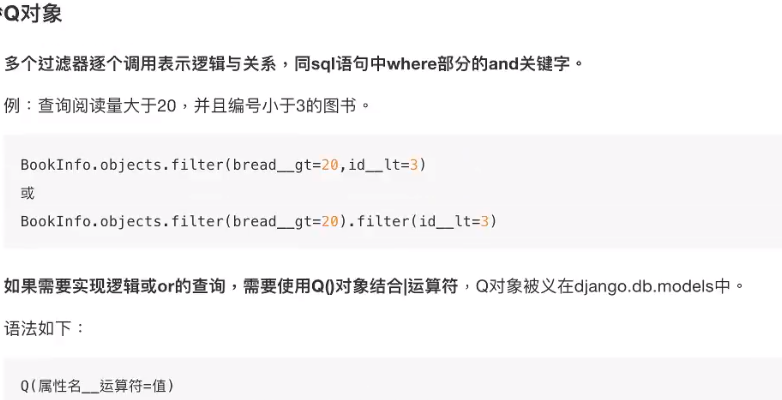 Q对象
多个过滤器逐个调用表示逻辑与关系，同sql语句中where部分的and关键字。
例：查询阅读量大于20，并且编号小于3的图书。
BookInfo.objects.filter(bread__gt=20,id__lt=3)
或
BookInfo.objects.filter(bread__gt=20).filter(id__lt=3)
如果需要实现逻辑或or的查询，需要使用Q()对象结合|运算符，Q对象被义在django.db.models中。
语法如下：
Q(属性名__运算符=值)